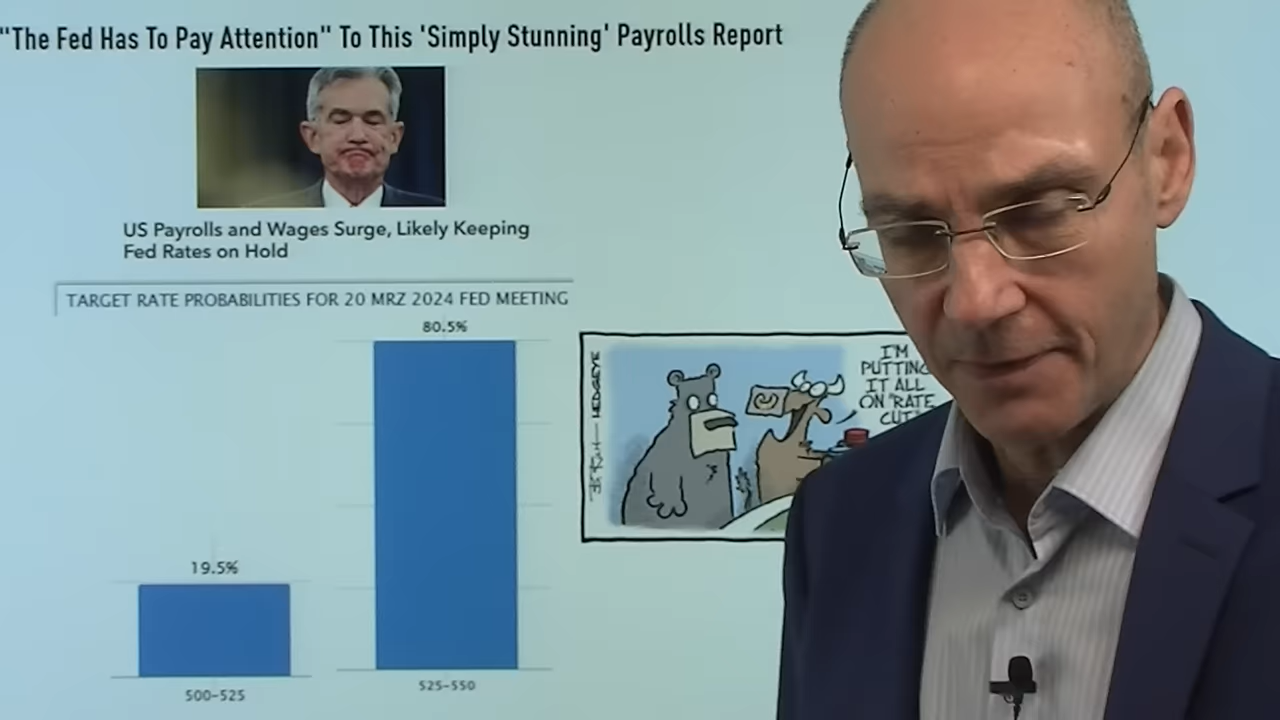 "The Fed Has To Pay Attention" To This 'Simply Stunning' Payrolls Report
US Payrolls and Wages Surge, Likely Keeping
Fed Rates on Hold
TARGET RATE PROBABILITIES FOR 20 MRZ 2024 FED MEETING
80.5%
19.5%
500-525
525-550
HEDGEYE
I'M
PUTTING
IT ALL
ON "RATE
CUT"